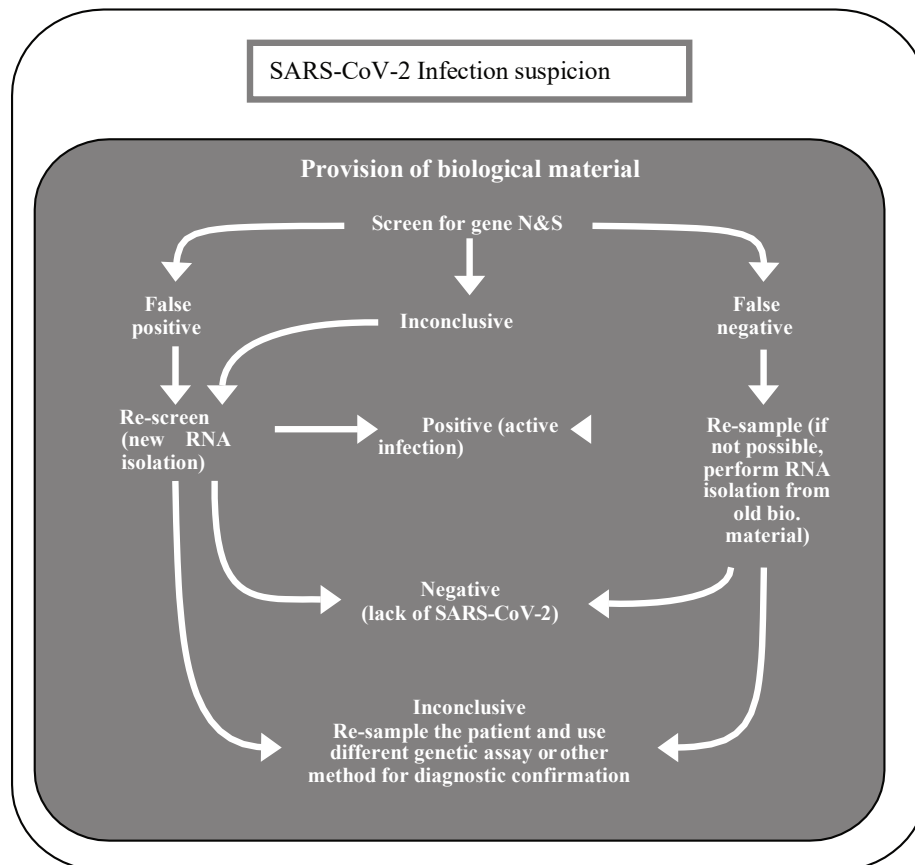 SARS-CoV-2 Infection suspicion
Provision of biological material
Screen for gene N&S
False
positive
Inconclusive
False
negative
Re-screen
(new RNA
isolation)
Positive (active
infection)
Re-sample (if
not possible,
perform RNA
isolation from
old bio.
material)
Negative
(lack of SARS-CoV-2)
Inconclusive
Re-sample the patient and use
different genetic assay or other
method for diagnostic confirmation